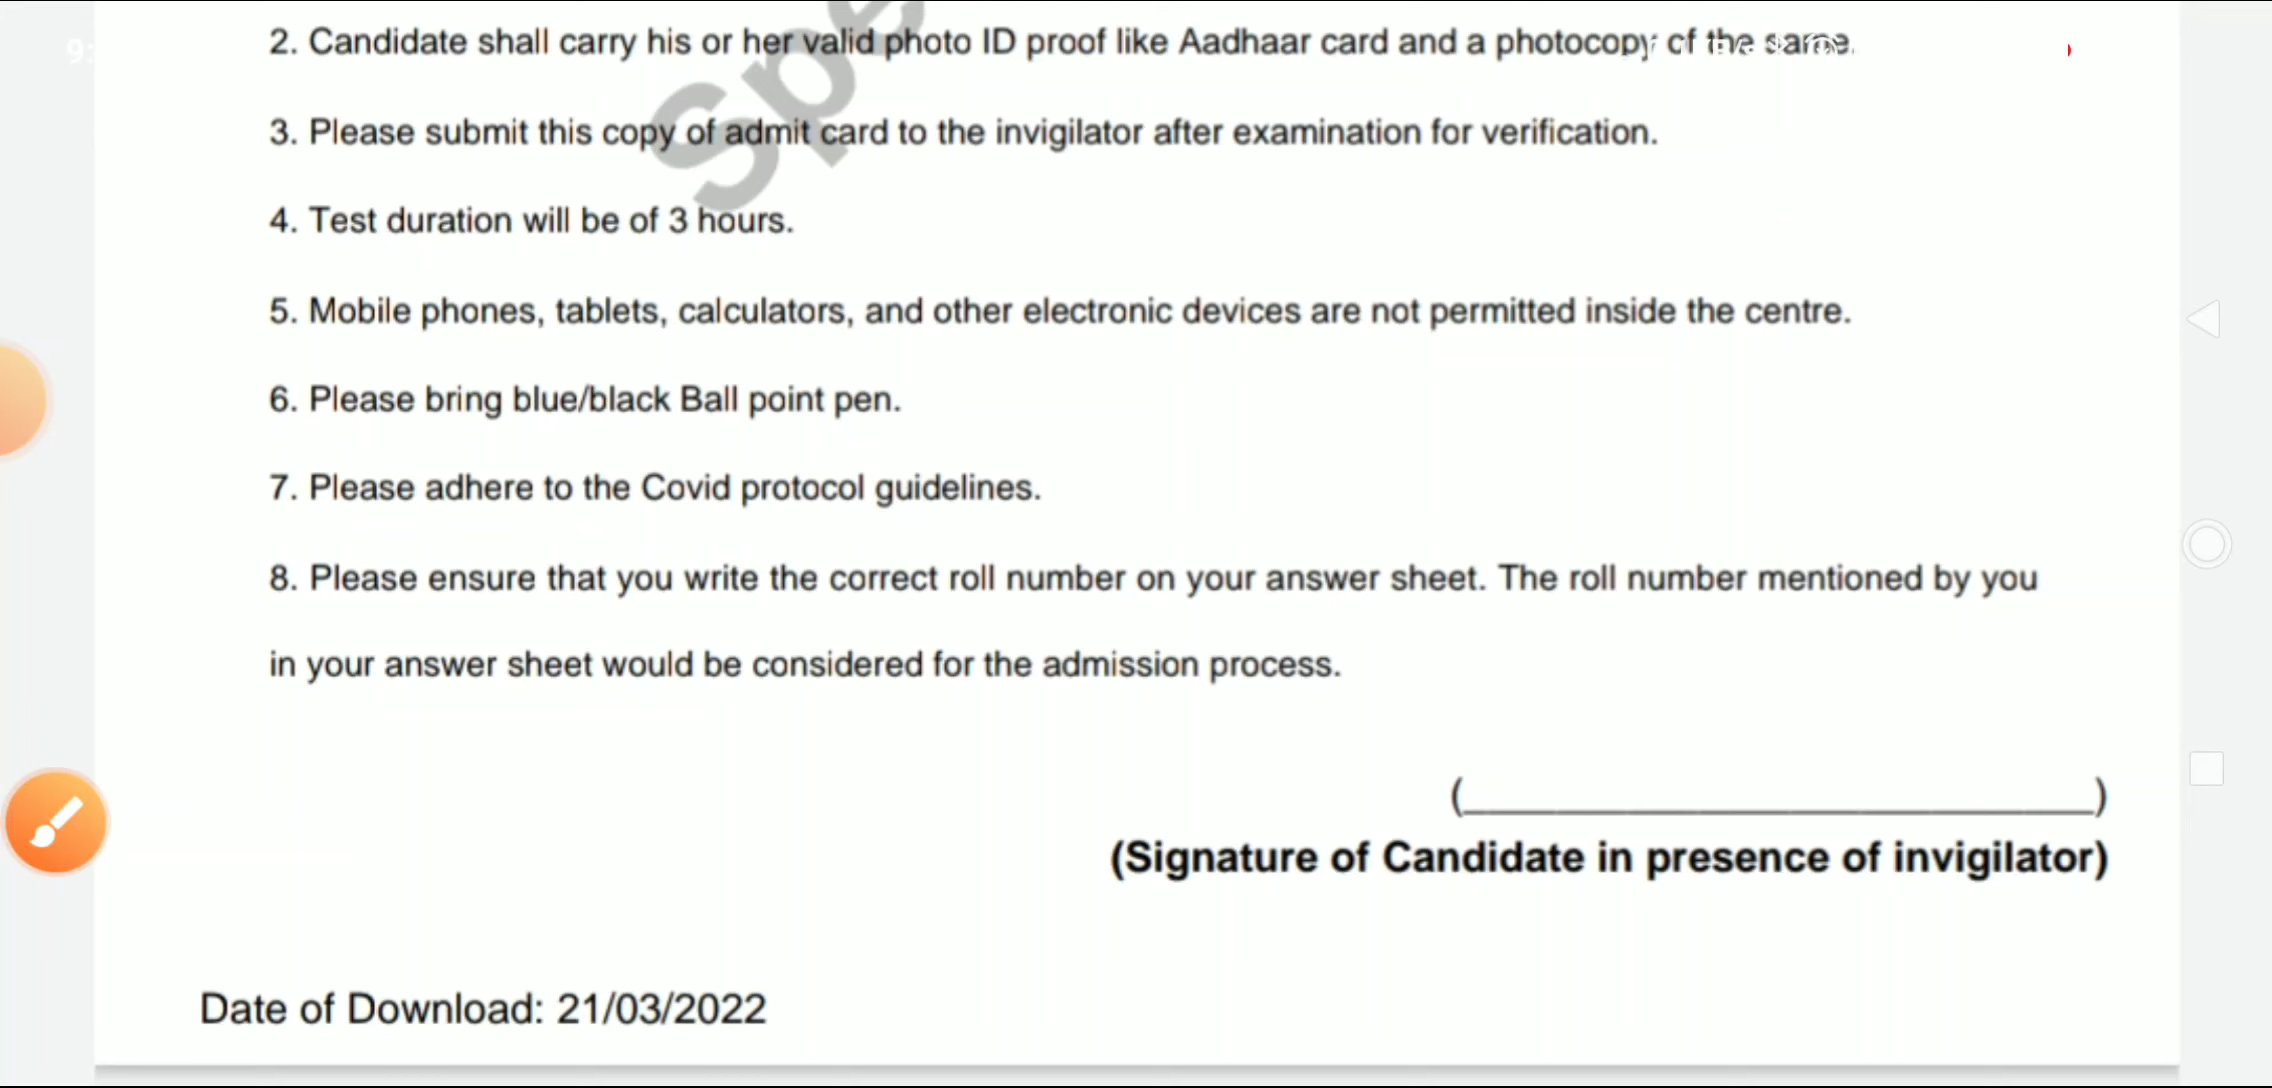 2. Candidate shall carry his or her valid photo ID proof like Aadhaar card and a photocopy of the same.
3. Please submit this copy of admit card to the invigilator after examination for verification.
4. Test duration will be of 3 hours.
5. Mobile phones, tablets, calculators, and other electronic devices are not permitted inside the centre.
6. Please bring blue/black Ball point pen.
7. Please adhere to the Covid protocol guidelines.
8. Please ensure that you write the correct roll number on your answer sheet. The roll number mentioned by you
in your answer sheet would be considered for the admission process.
(______________________________)
(Signature of Candidate in presence of invigilator)
Date of Download: 21/03/2022
Spe
9: